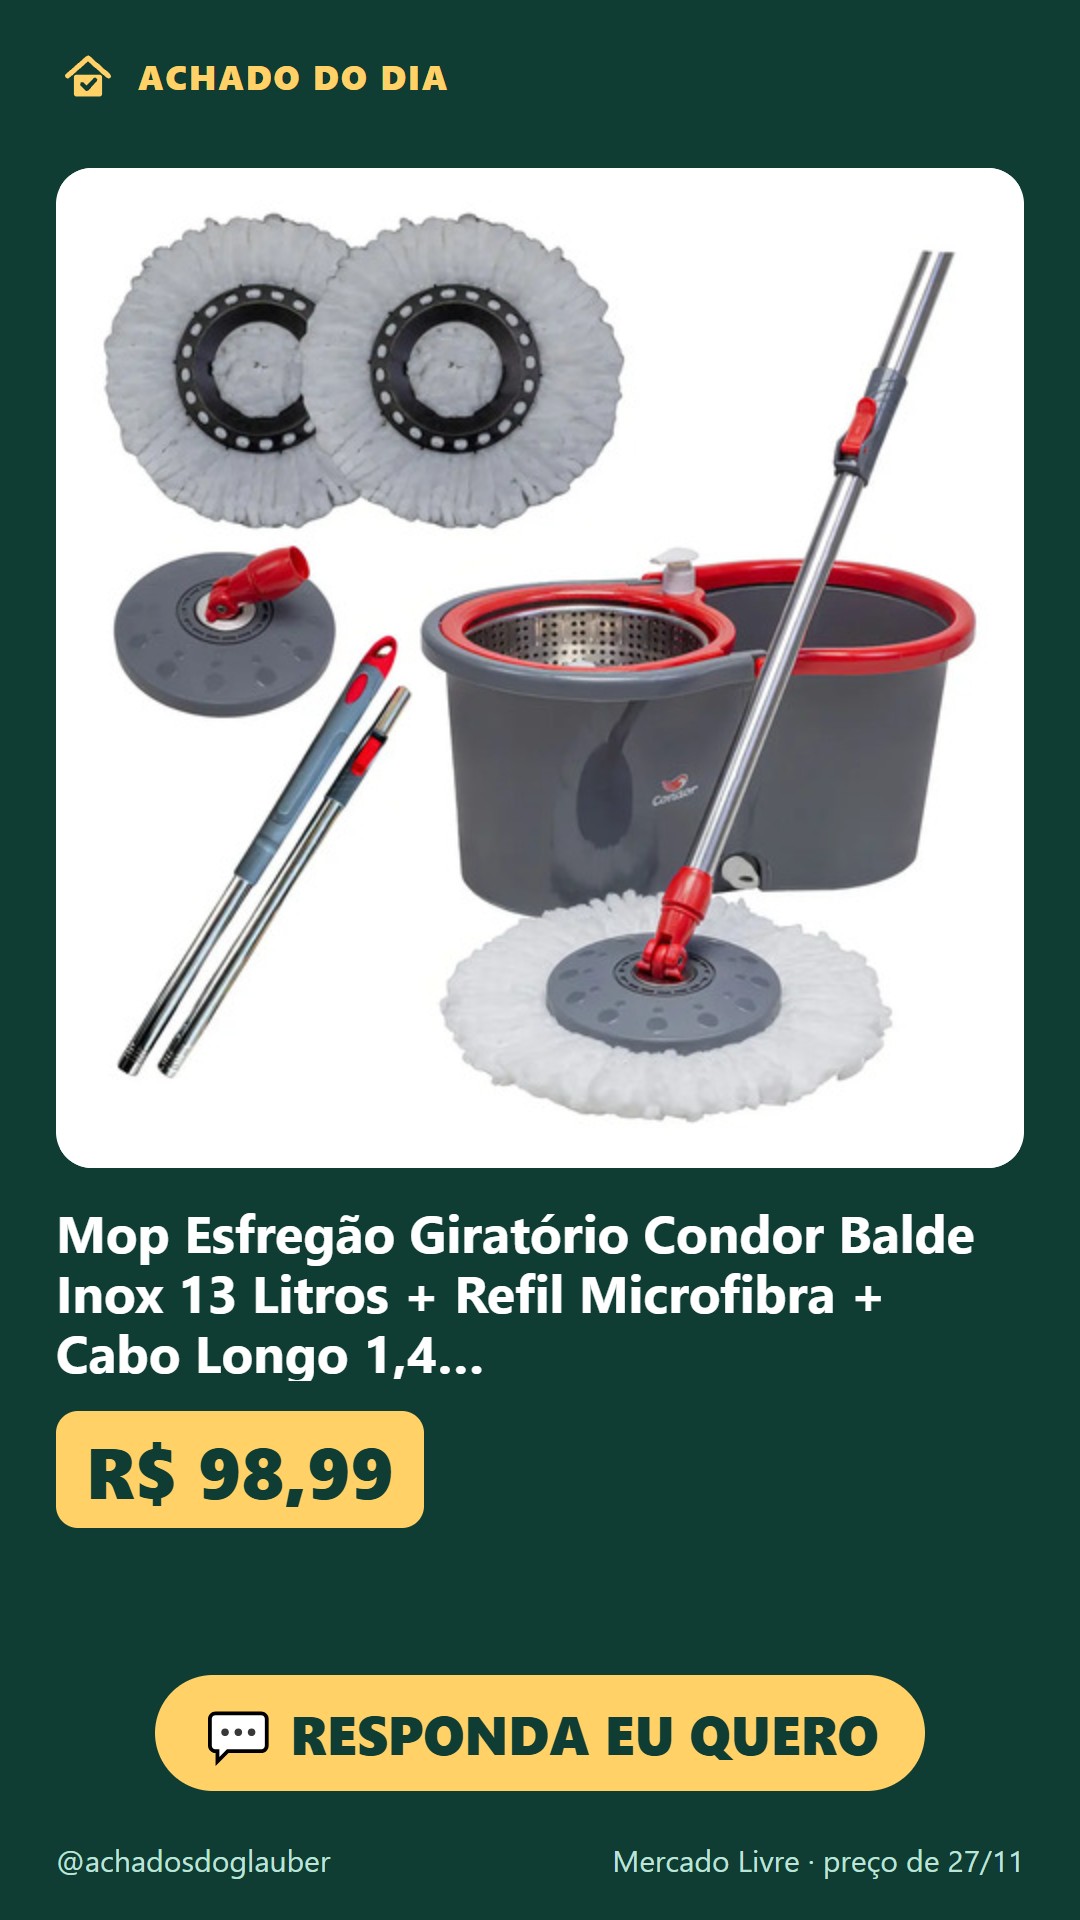 ACHADO DO DIA
Condor
Mop Esfregão Giratório Condor Balde
Inox 13 Litros + Refil Microfibra +
Cabo Longo 1,4...
R$ 98,99
RESPONDA EU QUERO
@achadosdoglauber
Mercado Livre · preço de 27/11